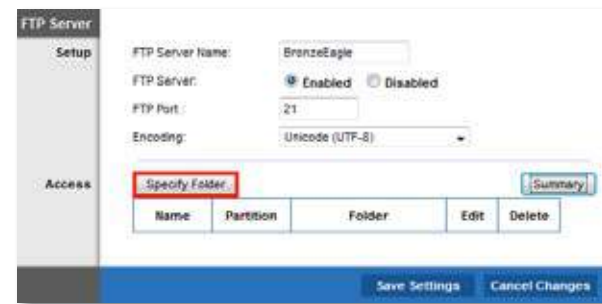 FTP Server
Setup
FTP Server Name: BronzeEagle
FTP Server: Enabled Disabled
FTP Port : 21
Encoding: Unicode (UTF-8)
Access
Specify Folder Summary
Name Partition Folder Edit Delete
Save Settings Cancel Changes